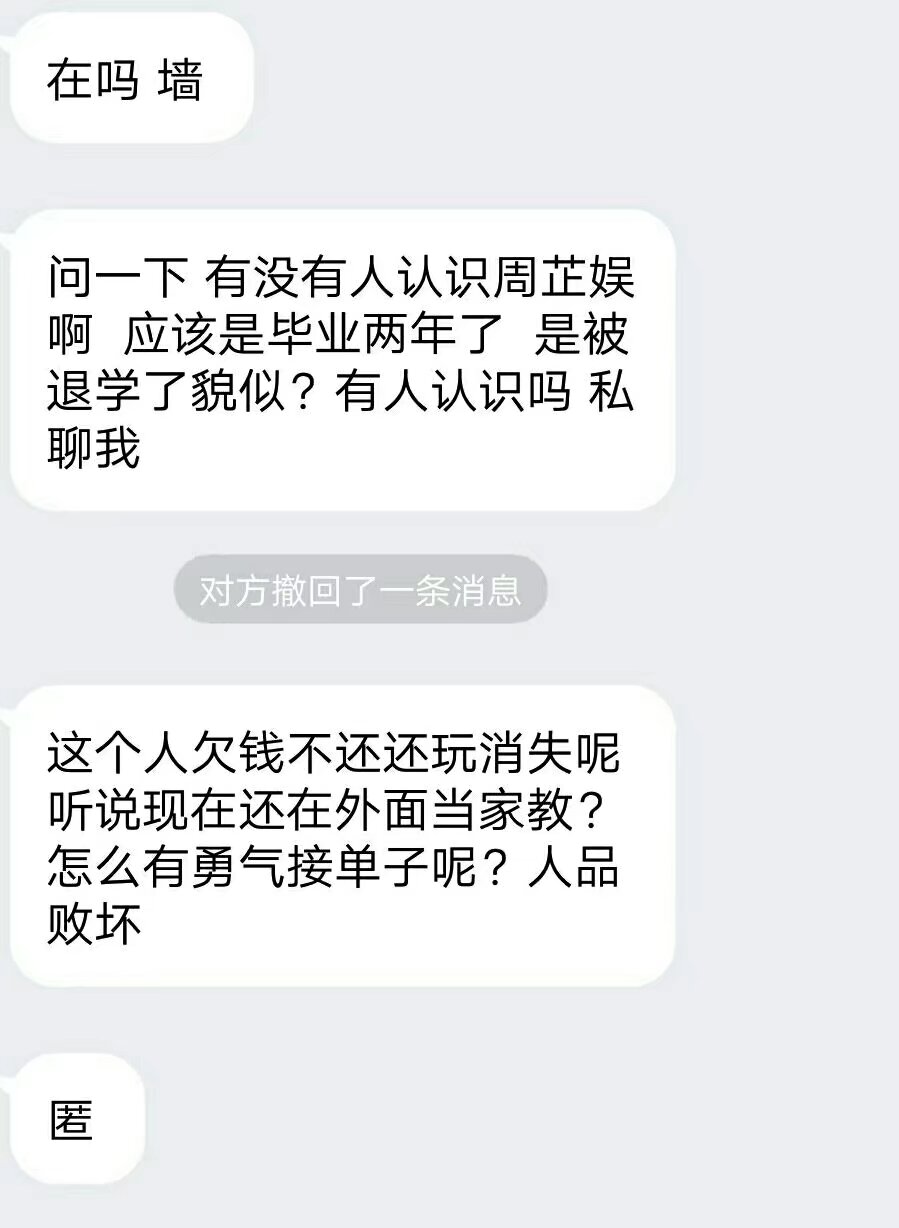 在吗 墙
问一下 有没有人认识周芷娱
啊  应该是毕业两年了  是被
退学了貌似？有人认识吗 私
聊我
对方撤回了一条消息
这个人欠钱不还还玩消失呢
听说现在还在外面当家教？
怎么有勇气接单子呢？人品
败坏
匿